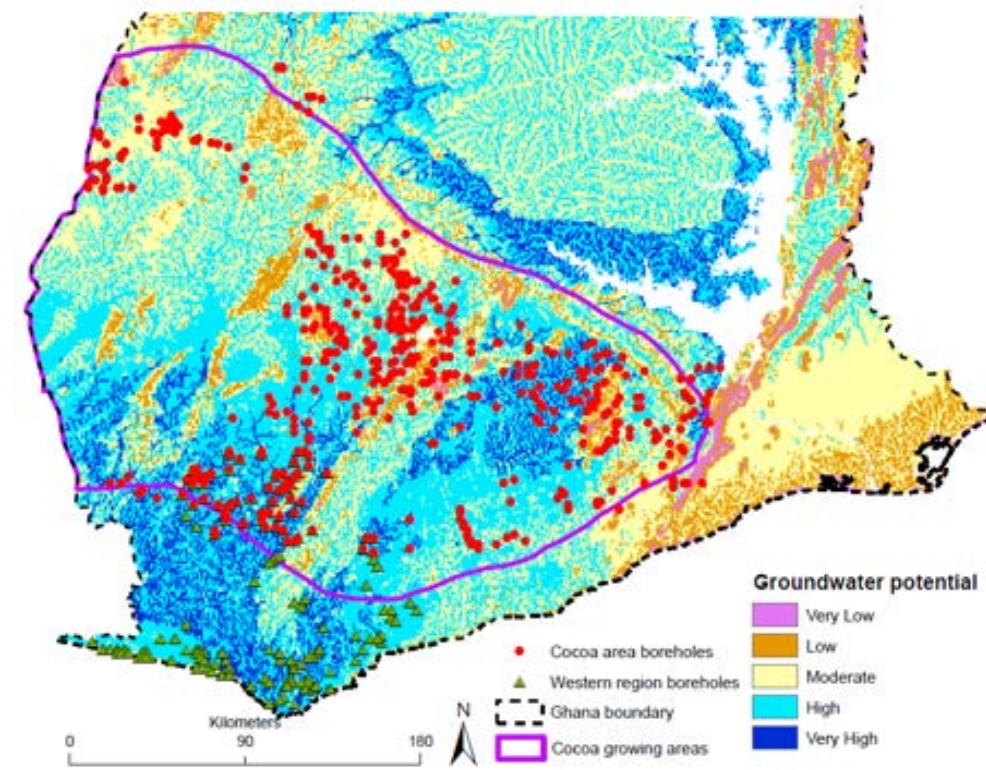 Groundwater potential
Very Low
Low
Moderate
High
Very High
Cocoa area boreholes
Western region boreholes
Ghana boundary
Cocoa growing areas
N
Kilometers
0 90 180